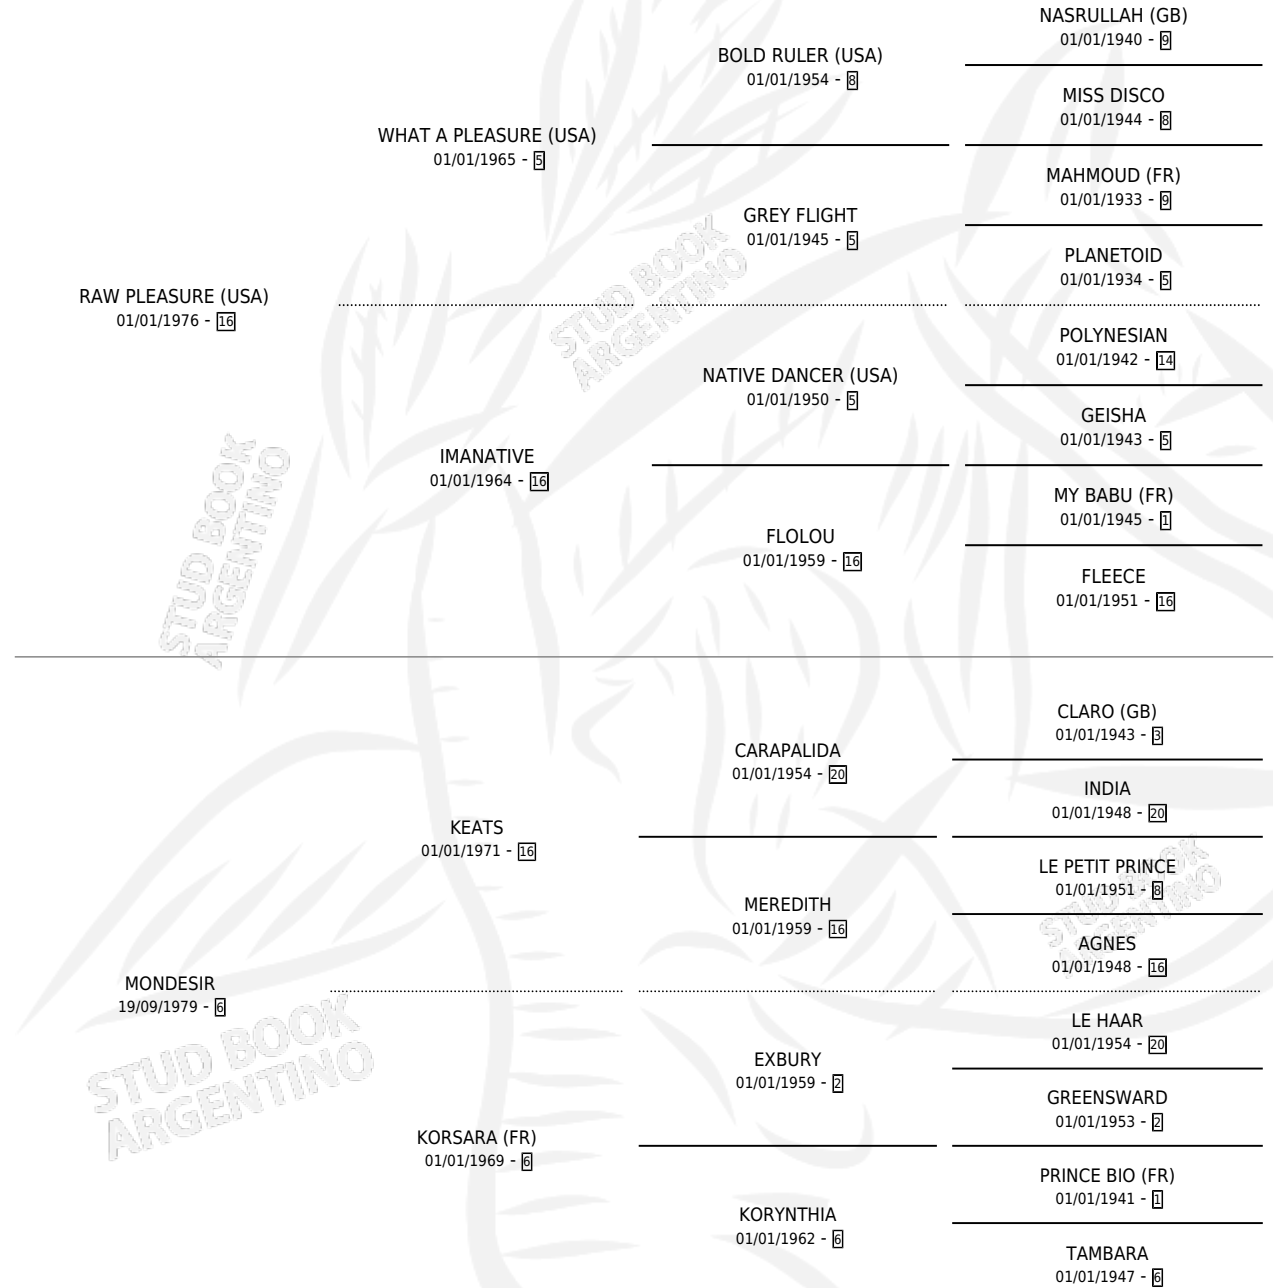 NASRULLAH (GB)
01/01/1940 - 9
BOLD RULER (USA)
01/01/1954 - 8
MISS DISCO
01/01/1944 - 8
WHAT A PLEASURE (USA)
01/01/1965 - 5
MAHMOUD (FR)
01/01/1933 - 9
GREY FLIGHT
01/01/1945 - 5
PLANETOID
01/01/1934 - 5
RAW PLEASURE (USA)
01/01/1976 - 16
POLYNESIAN
01/01/1942 - 14
NATIVE DANCER (USA)
01/01/1950 - 5
GEISHA
01/01/1943 - 5
IMANATIVE
01/01/1964 - 16
MY BABU (FR)
01/01/1945 - 1
FLOLOU
01/01/1959 - 16
FLEECE
01/01/1951 - 16
CLARO (GB)
01/01/1943 - 3
CARAPALIDA
01/01/1954 - 20
INDIA
01/01/1948 - 20
KEATS
01/01/1971 - 16
LE PETIT PRINCE
01/01/1951 - 8
MEREDITH
01/01/1959 - 16
AGNES
01/01/1948 - 16
MONDESIR
19/09/1979 - 6
LE HAAR
01/01/1954 - 20
EXBURY
01/01/1959 - 2
GREENSWARD
01/01/1953 - 2
KORSARA (FR)
01/01/1969 - 6
PRINCE BIO (FR)
01/01/1941 - 1
KORYNTHIA
01/01/1962 - 6
TAMBARA
01/01/1947 - 6
STUD BOOK
ARGENTINO
STUD BOOK
ARGENTINO
STUD BOOK
ARGENTINO
STUD BOOK
ARGENTINO